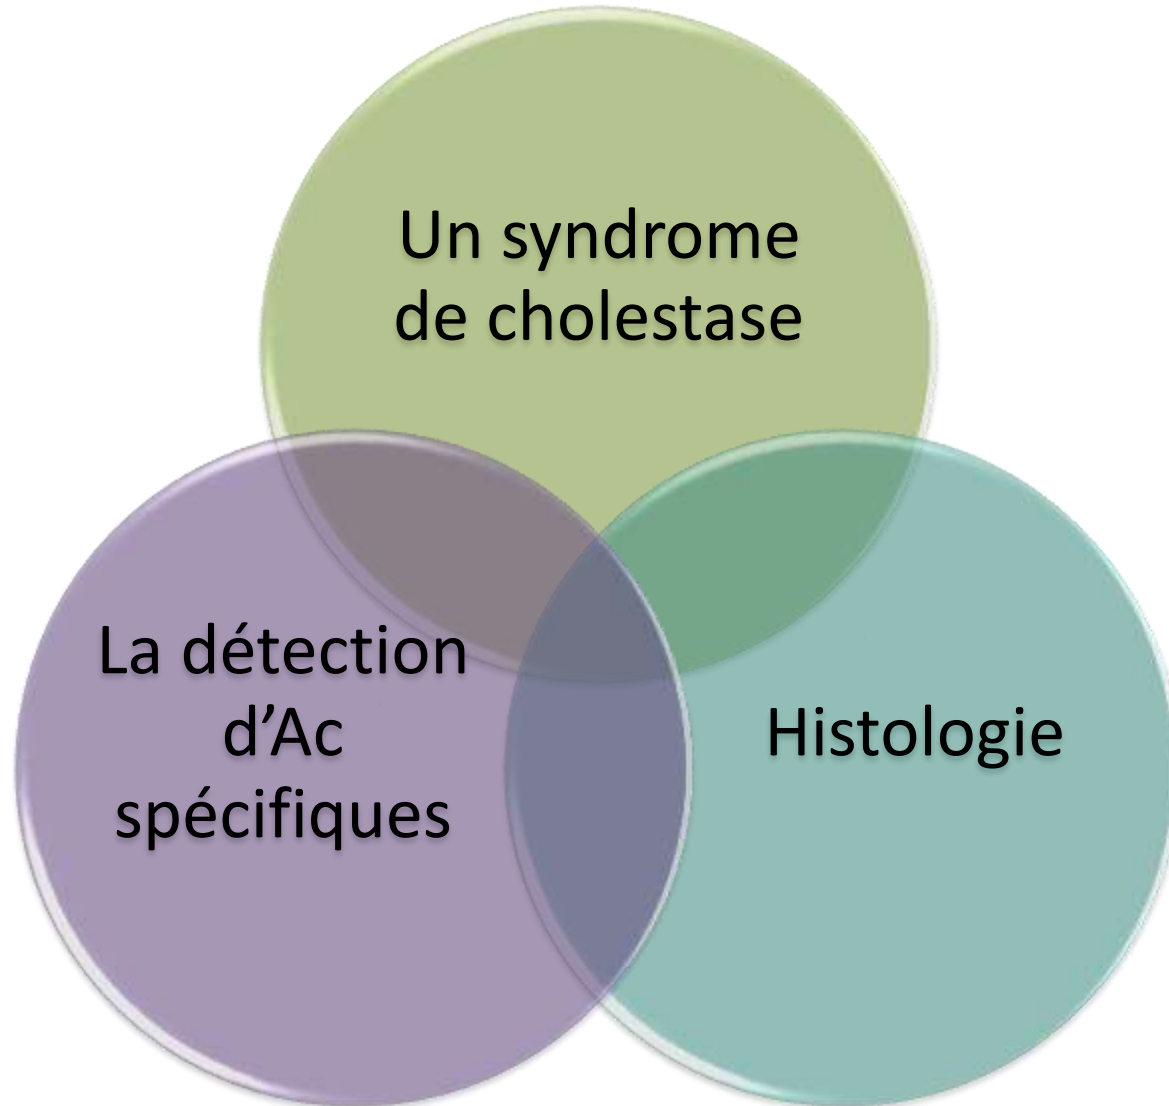 Un syndrome
de cholestase
La détection
d’Ac
spécifiques
Histologie